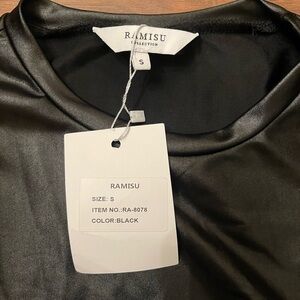 RAMISU
COLLECTION
S
RAMISU
SIZE: S
ITEM NO.:RA-8078
COLOR:BLACK